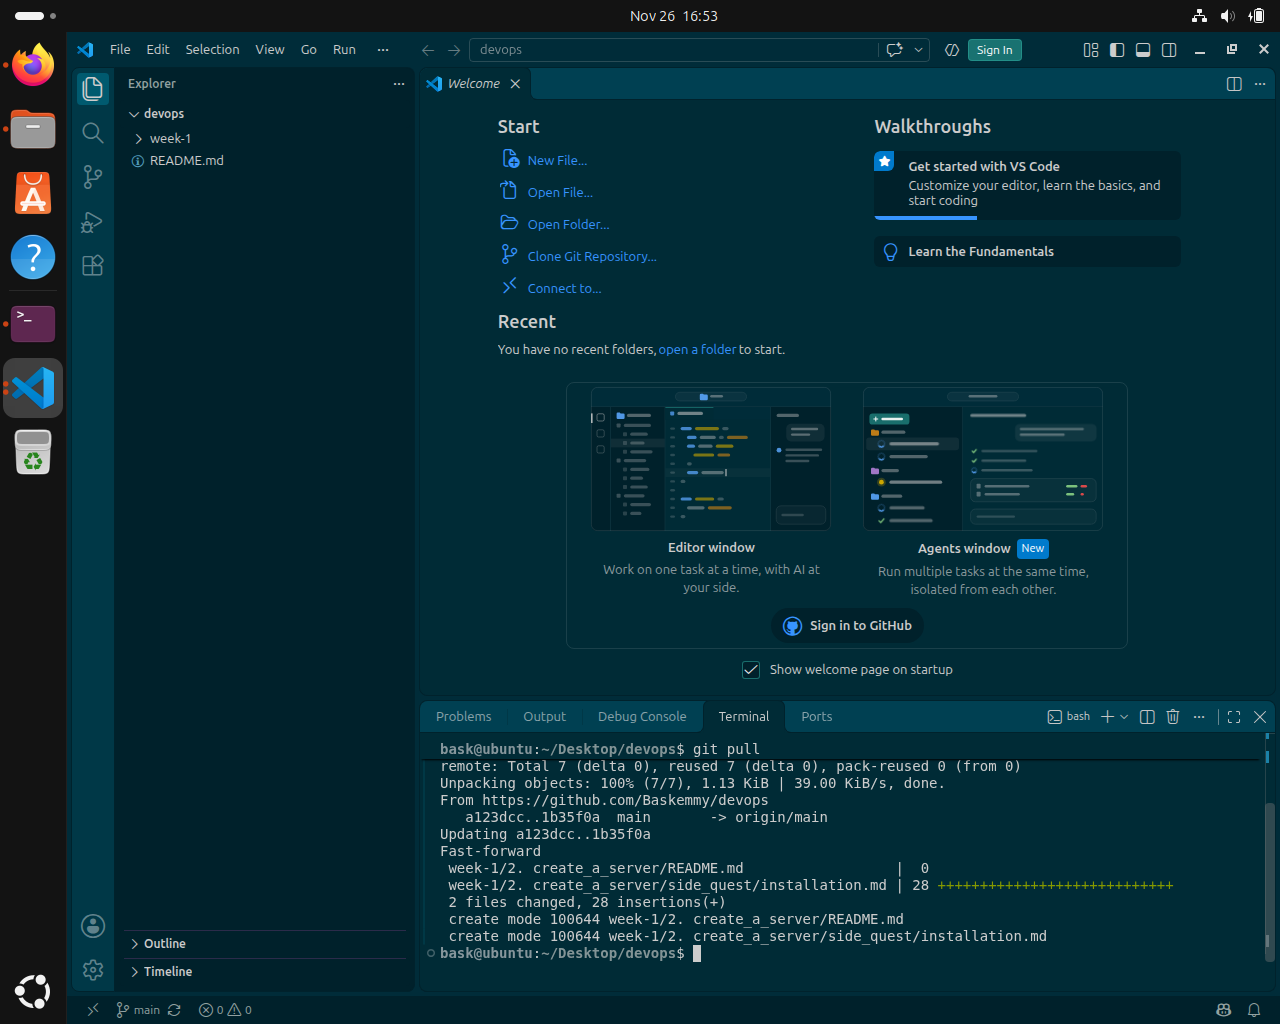 Nov 26 16:53
File Edit Selection View Go Run
devops
Sign In
Explorer
devops
week-1
README.md
Outline
Timeline
Welcome
Start
New File...
Open File...
Open Folder...
Clone Git Repository...
Connect to...
Recent
You have no recent folders, open a folder to start.
Walkthroughs
Get started with VS Code
Customize your editor, learn the basics, and
start coding
Learn the Fundamentals
Editor window
Work on one task at a time, with AI at
your side.
Agents window New
Run multiple tasks at the same time,
isolated from each other.
Sign in to GitHub
Show welcome page on startup
Problems Output Debug Console Terminal Ports
bash
bask@ubuntu:~/Desktop/devops$ git pull
remote: Total 7 (delta 0), reused 7 (delta 0), pack-reused 0 (from 0)
Unpacking objects: 100% (7/7), 1.13 KiB | 39.00 KiB/s, done.
From https://github.com/Baskemmy/devops
a123dcc..1b35f0a main -> origin/main
Updating a123dcc..1b35f0a
Fast-forward
week-1/2. create_a_server/README.md | 0
week-1/2. create_a_server/side_quest/installation.md | 28 ++++++++++++++++++++++++++++
2 files changed, 28 insertions(+)
create mode 100644 week-1/2. create_a_server/README.md
create mode 100644 week-1/2. create_a_server/side_quest/installation.md
bask@ubuntu:~/Desktop/devops$
main 0 0